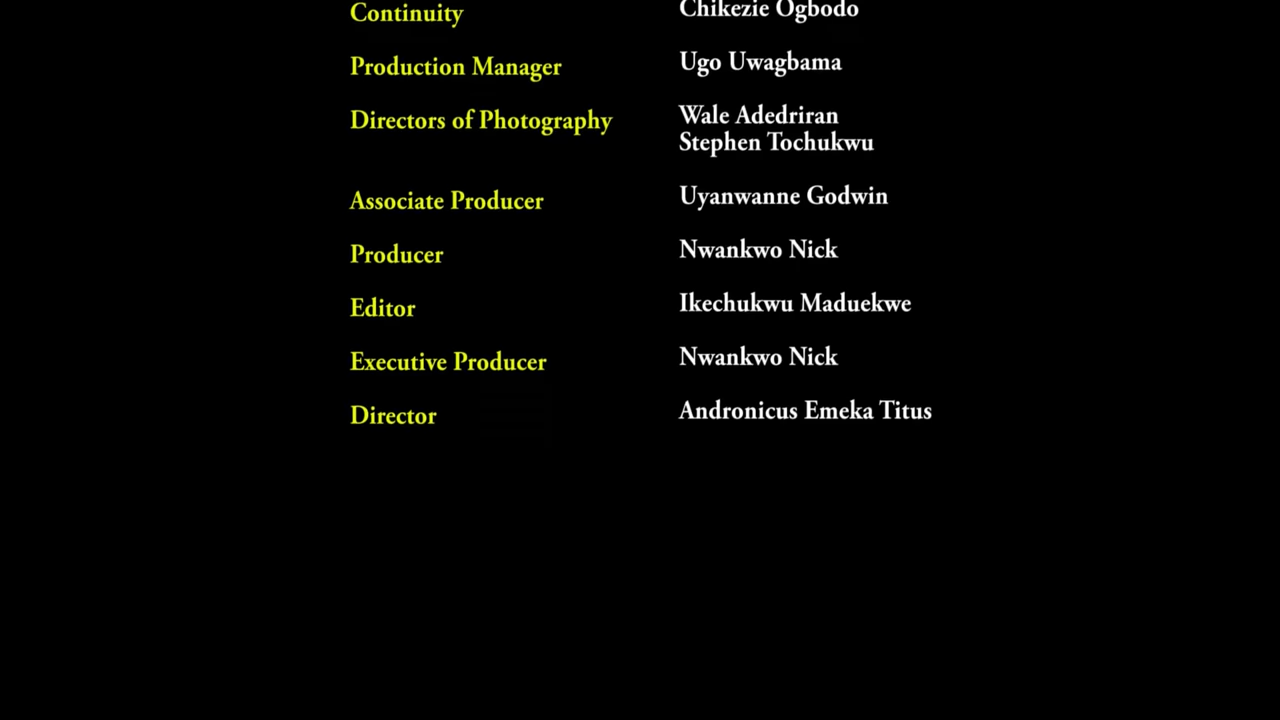 Continuity Chikezie Ogbodo
Production Manager Ugo Uwagbama
Directors of Photography Wale Adedriran
Stephen Tochukwu
Associate Producer Uyanwanne Godwin
Producer Nwankwo Nick
Editor Ikechukwu Maduekwe
Executive Producer Nwankwo Nick
Director Andronicus Emeka Titus